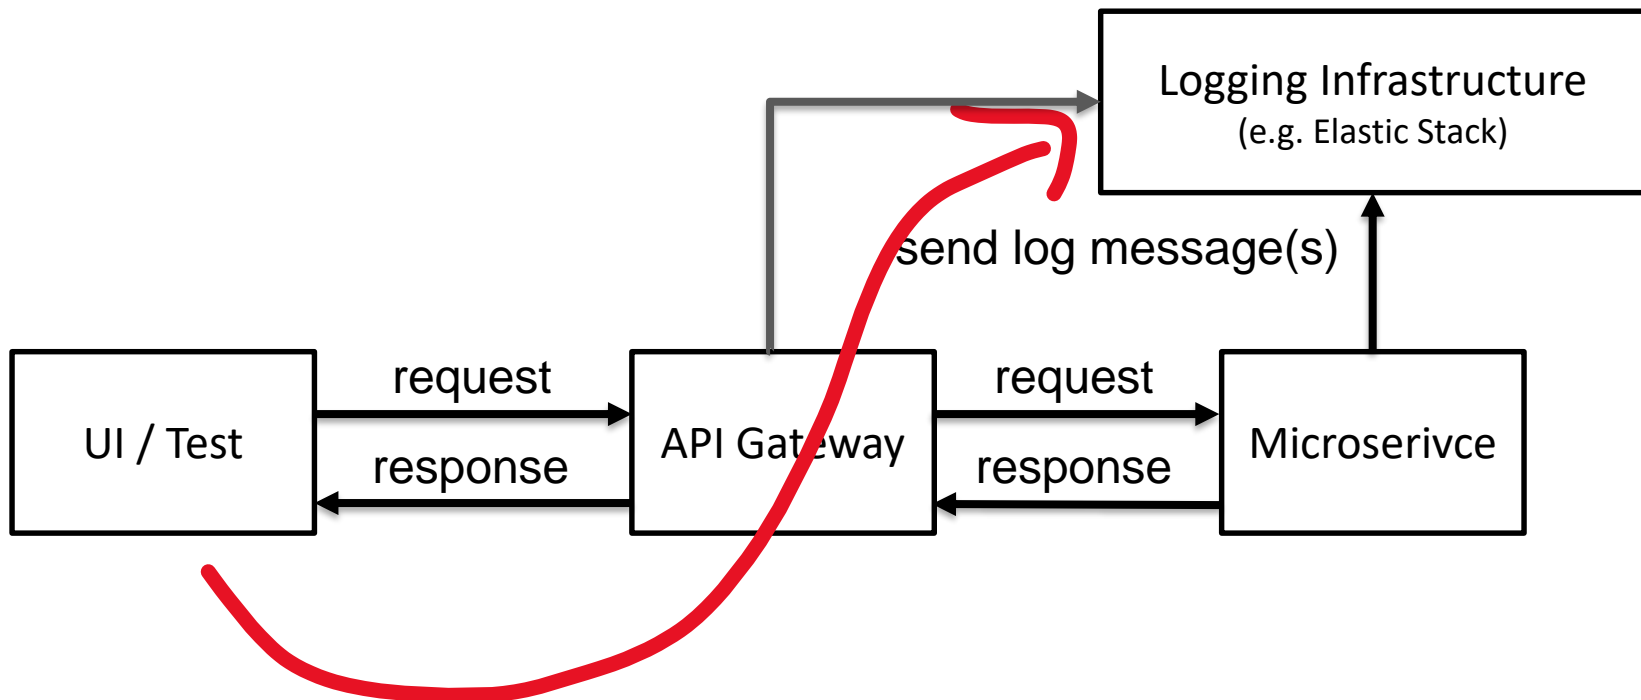 Logging Infrastructure
(e.g. Elastic Stack)
send log message(s)
request
request
UI / Test
API Gateway
Microserivce
response
response